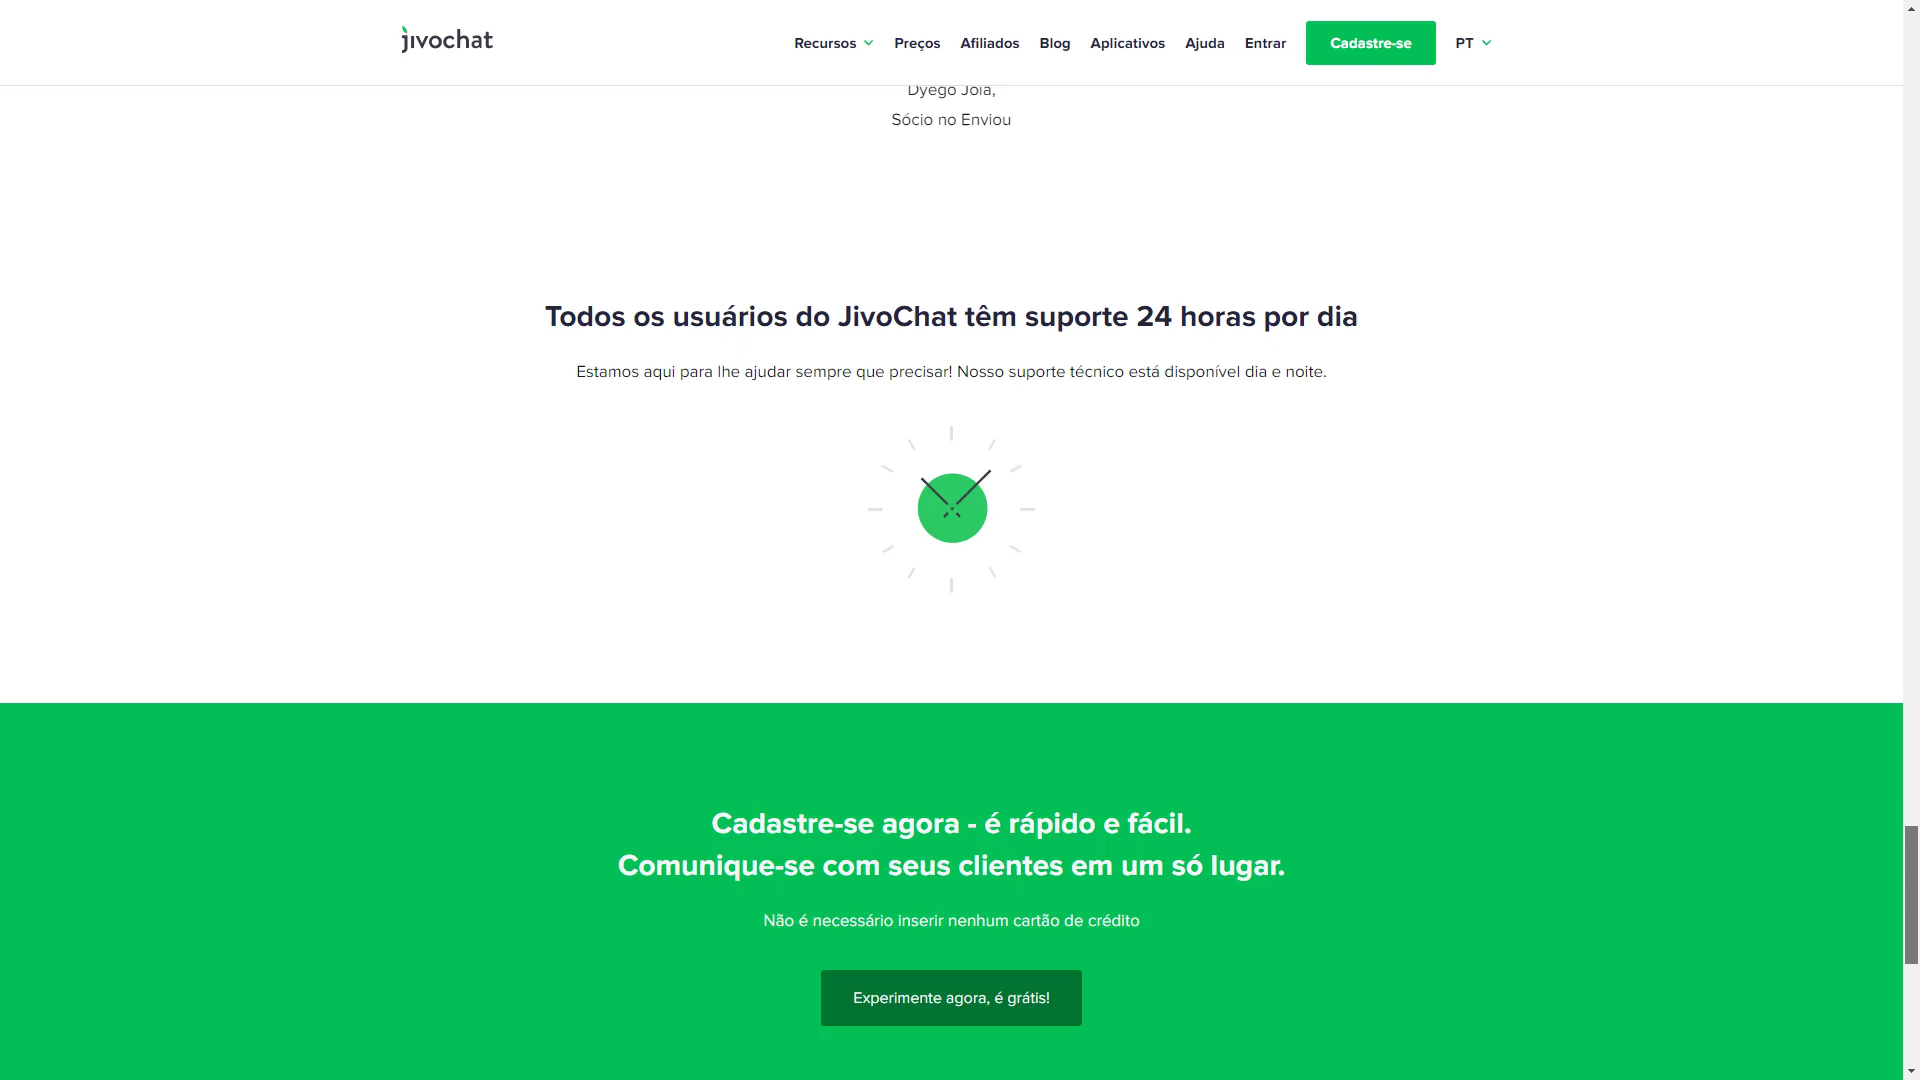 jivochat
Recursos Preços Afiliados Blog Aplicativos Ajuda Entrar Cadastre-se PT
Dyego Joia,
Sócio no Enviou
Todos os usuários do JivoChat têm suporte 24 horas por dia
Estamos aqui para lhe ajudar sempre que precisar! Nosso suporte técnico está disponível dia e noite.
Cadastre-se agora - é rápido e fácil.
Comunique-se com seus clientes em um só lugar.
Não é necessário inserir nenhum cartão de crédito
Experimente agora, é grátis!